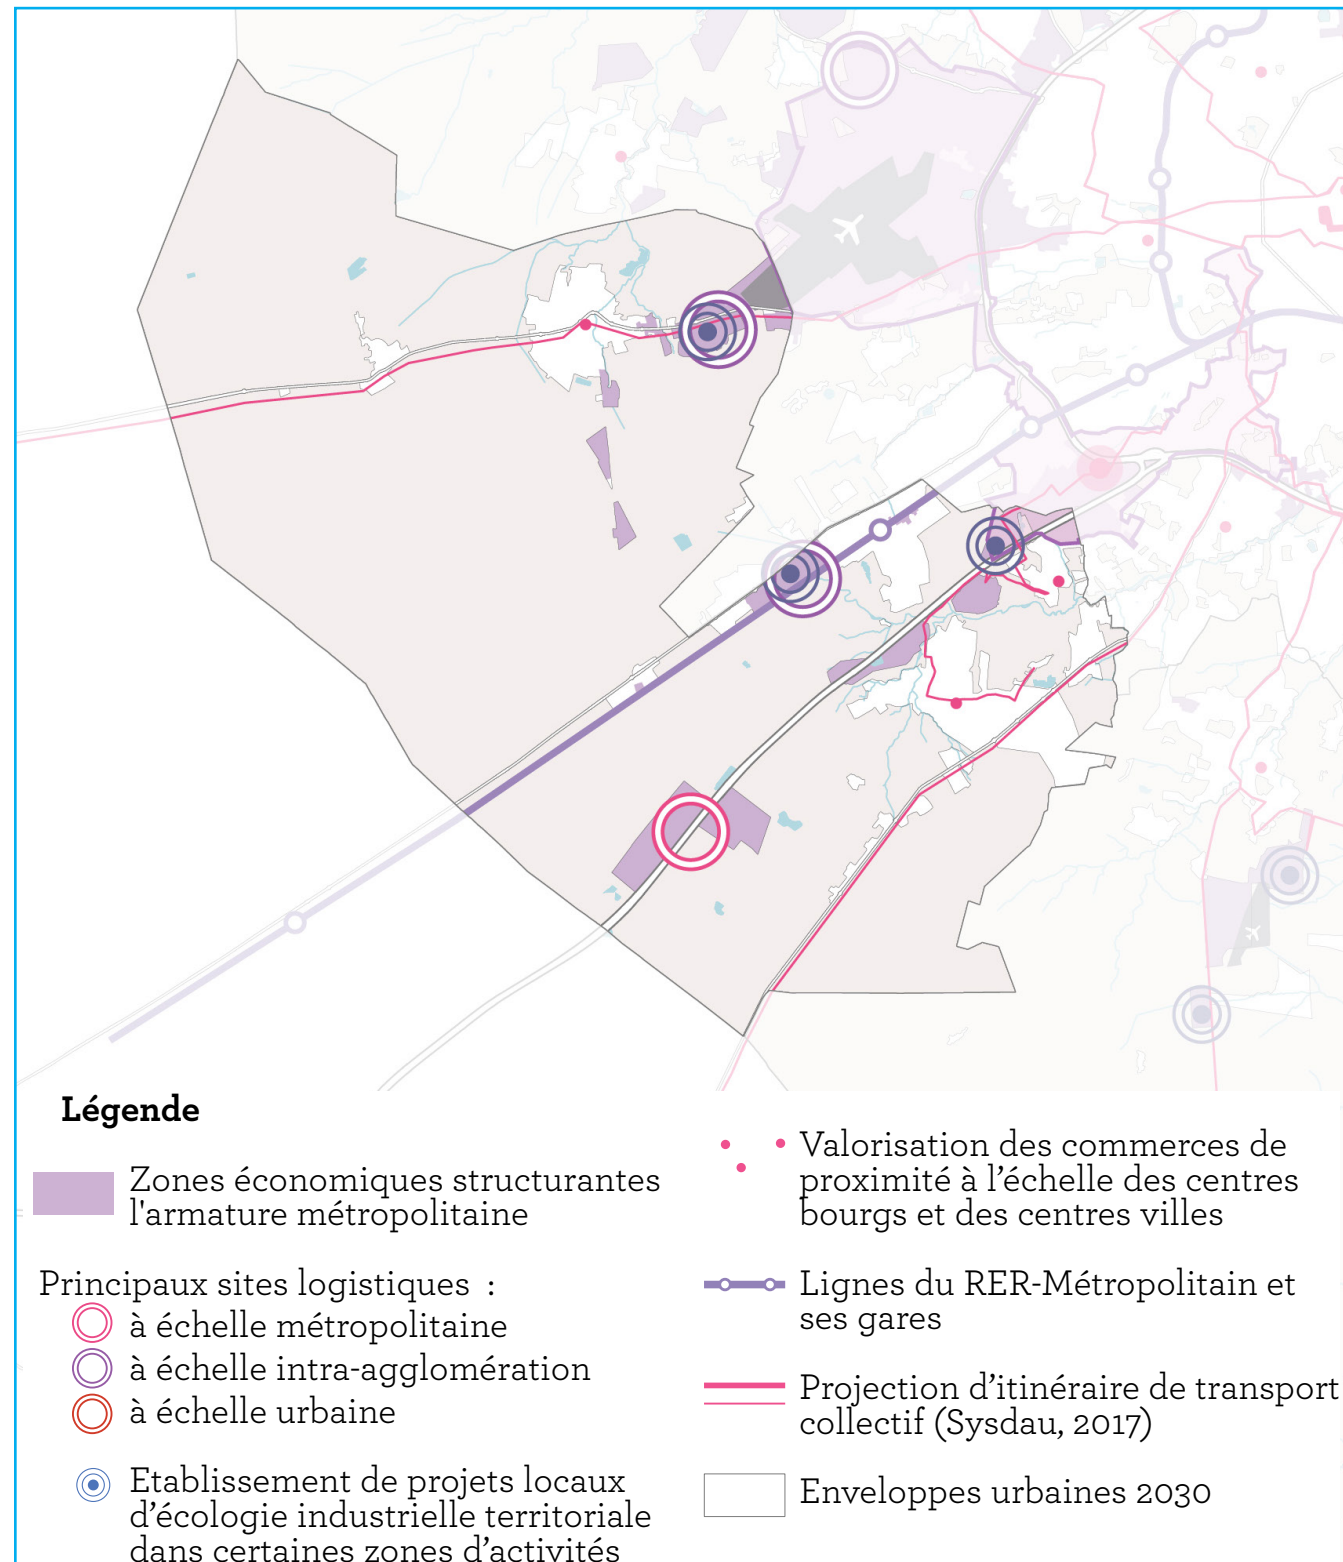 Légende
Zones économiques structurantes
l'armature métropolitaine
Principaux sites logistiques :
à échelle métropolitaine
à échelle intra-agglomération
à échelle urbaine
Etablissement de projets locaux
d’écologie industrielle territoriale
dans certaines zones d’activités
Valorisation des commerces de
proximité à l’échelle des centres
bourgs et des centres villes
Lignes du RER-Métropolitain et
ses gares
Projection d’itinéraire de transport
collectif (Sysdau, 2017)
Enveloppes urbaines 2030